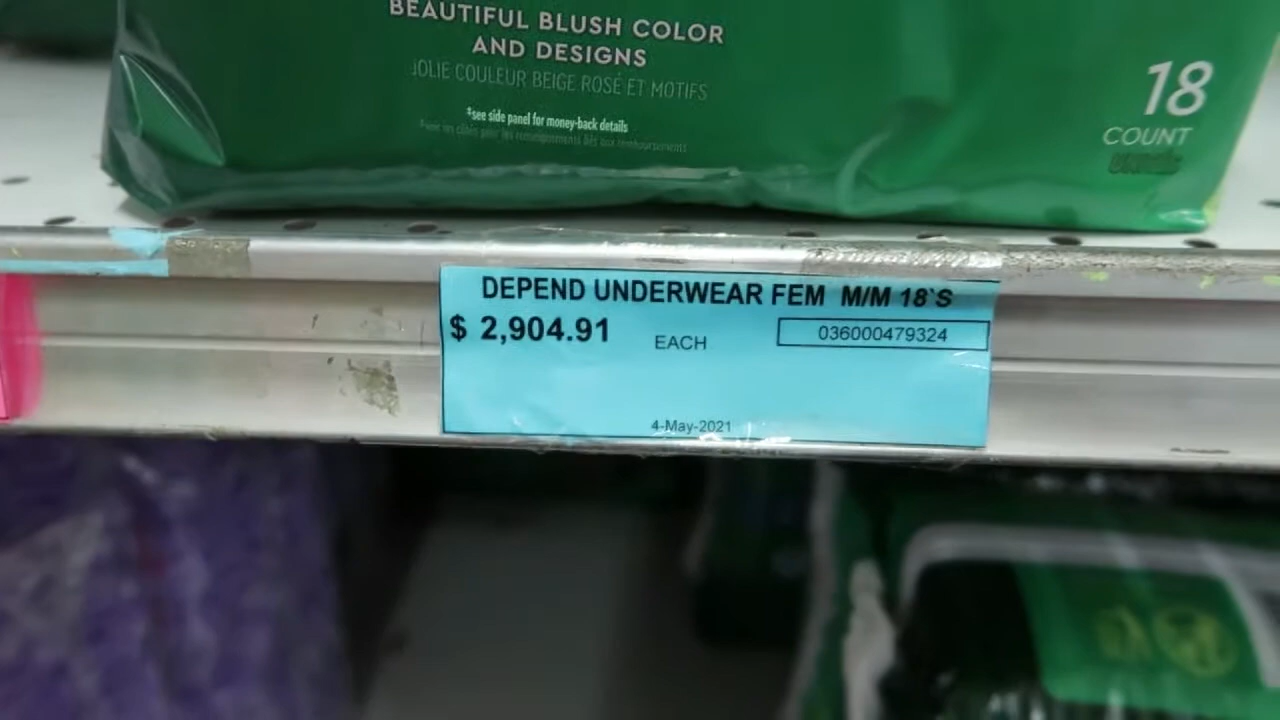 BEAUTIFUL BLUSH COLOR
AND DESIGNS
JOLIE COULEUR BEIGE ROSÉ ET MOTIFS
*see side panel for money-back details
18
COUNT
DEPEND UNDERWEAR FEM M/M 18`S
$ 2,904.91
EACH
036000479324
4-May-2021